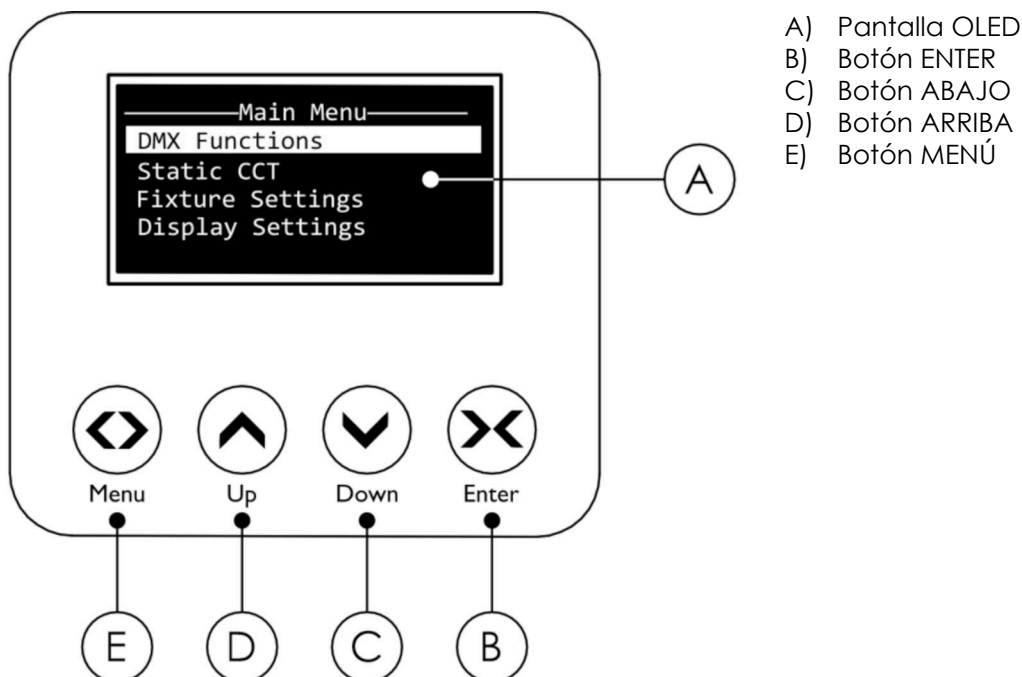 Main Menu
DMX Functions
Static CCT
Fixture Settings
Display Settings
A
Menu
Up
Down
Enter
E
D
C
B
A) Pantalla OLED
B) Botón ENTER
C) Botón ABAJO
D) Botón ARRIBA
E) Botón MENÚ